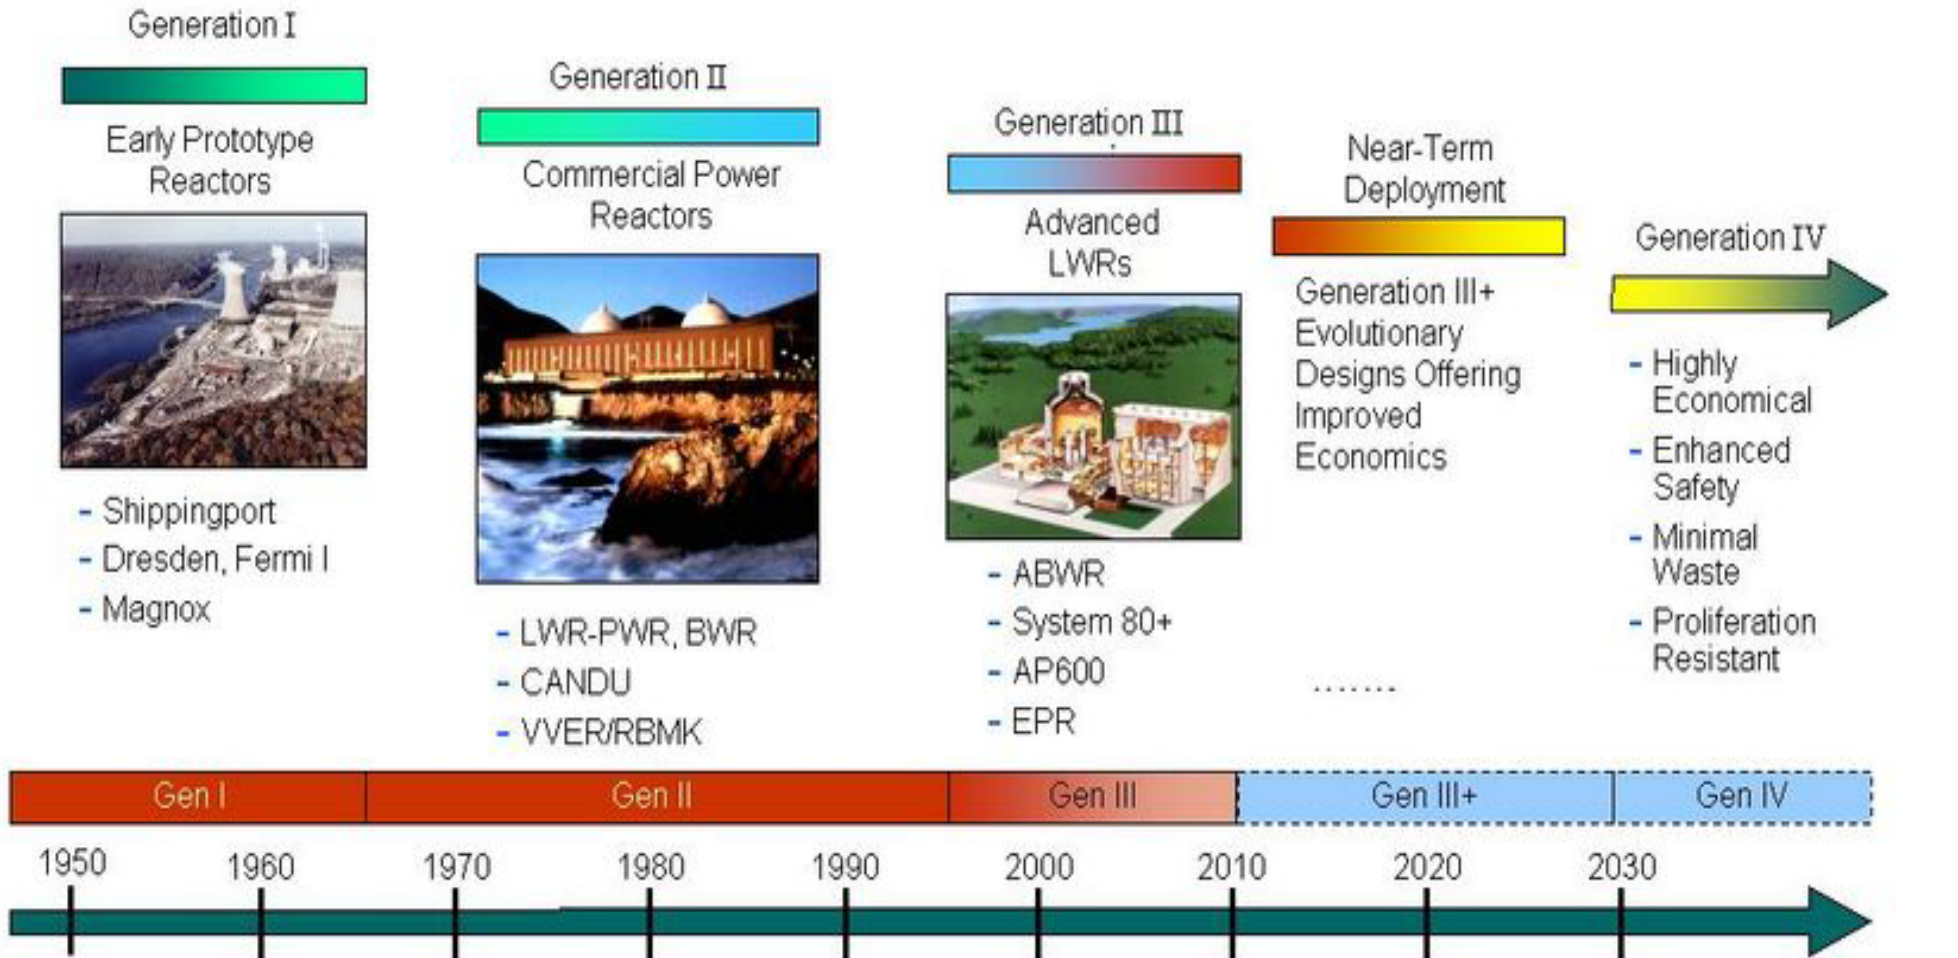 Generation I
Early Prototype
Reactors
- Shippingport
- Dresden, Fermi I
- Magnox
Generation II
Commercial Power
Reactors
- LWR-PWR, BWR
- CANDU
- VVER/RBMK
Generation III
Advanced
LWRs
- ABWR
- System 80+
- AP600
- EPR
Near-Term
Deployment
Generation III+
Evolutionary
Designs Offering
Improved
Economics
.......
Generation IV
- Highly
Economical
- Enhanced
Safety
- Minimal
Waste
- Proliferation
Resistant
Gen I
Gen II
Gen III
Gen III+
Gen IV
1950
1960
1970
1980
1990
2000
2010
2020
2030